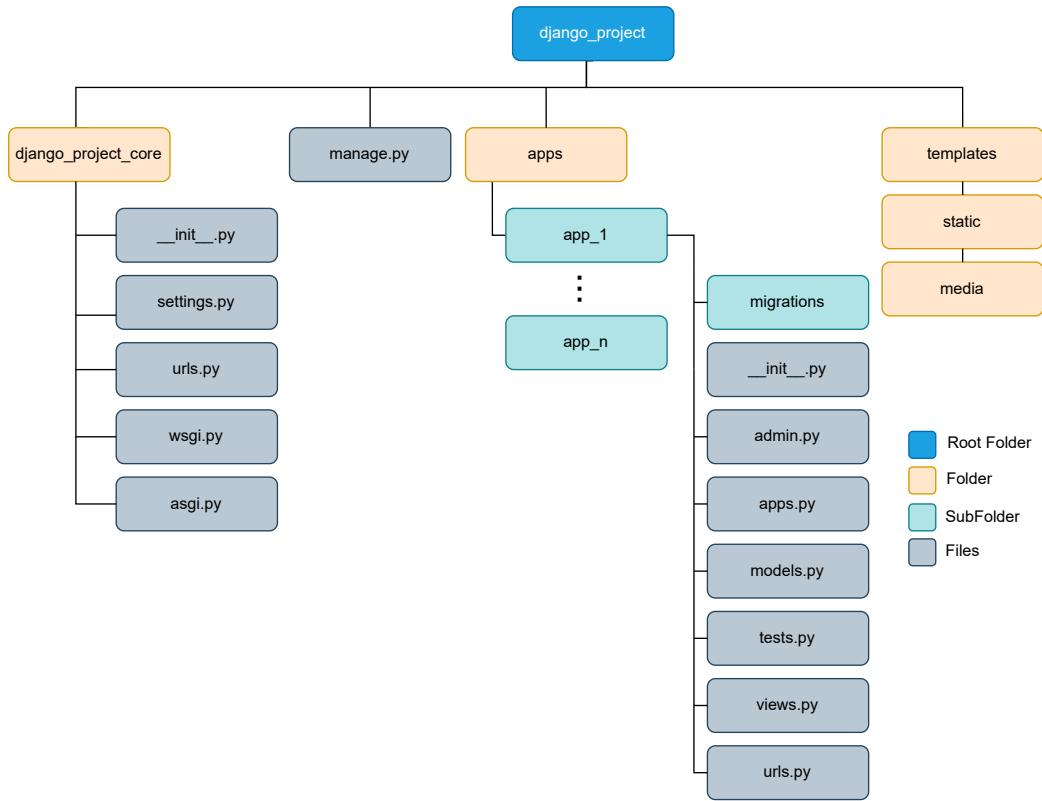 django_project
django_project_core
manage.py
apps
templates
__init__.py
settings.py
urls.py
wsgi.py
asgi.py
app_1
app_n
migrations
__init__.py
admin.py
apps.py
models.py
tests.py
views.py
urls.py
static
media
Root Folder
Folder
SubFolder
Files